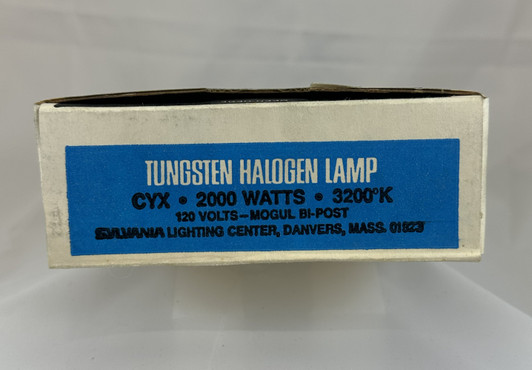 TUNGSTEN HALOGEN LAMP
CYX • 2000 WATTS • 3200°K
120 VOLTS–MOGUL BI-POST
SYLVANIA LIGHTING CENTER, DANVERS, MASS. 01923